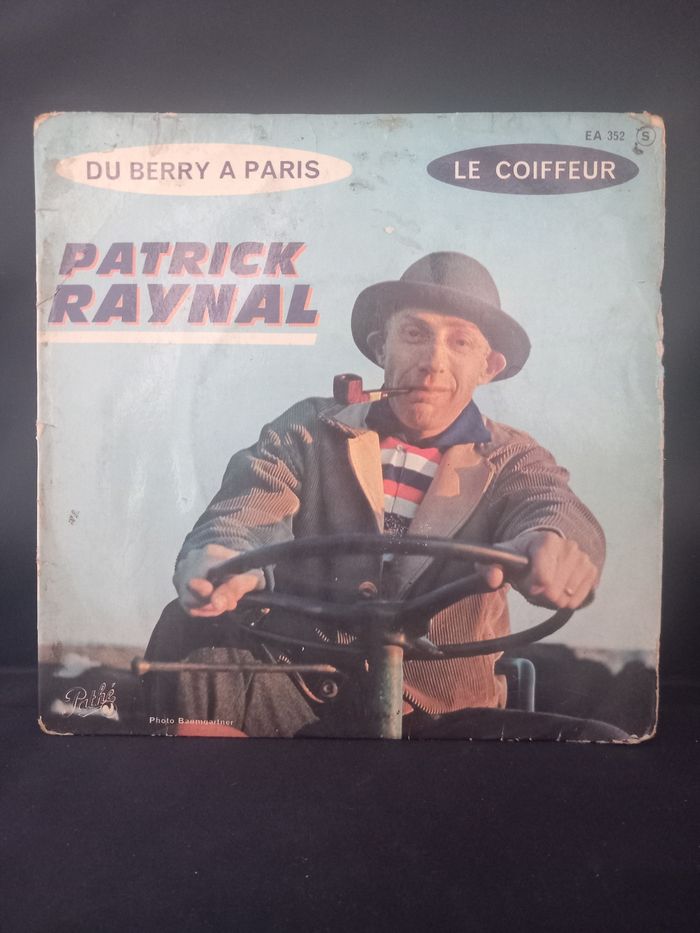 EA 352 S
DU BERRY A PARIS
LE COIFFEUR
PATRICK
RAYNAL
Pathé
Photo Baumgartner